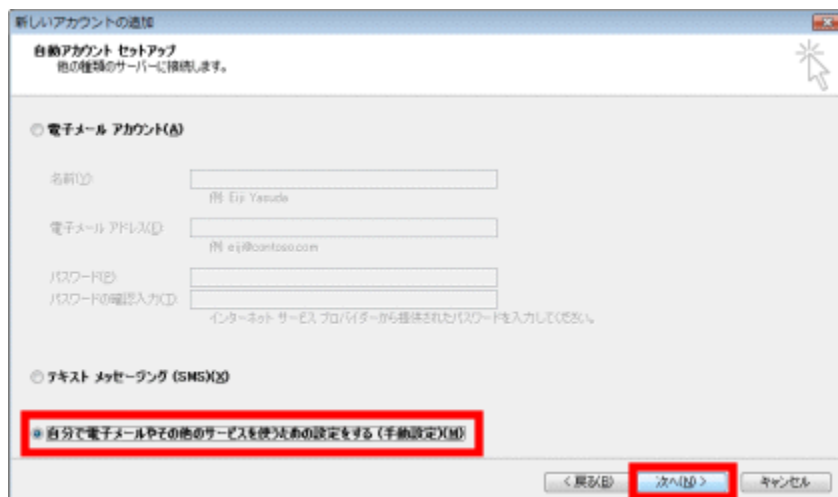 新しいアカウントの追加
自動アカウント セットアップ
他の種類のサーバーに接続します。
電子メール アカウント(A)
名前(Y)
例: Eiji Yasuda
電子メール アドレス(E)
例: eiji@contoso.com
パスワード(P)
パスワードの確認入力(T)
インターネット サービス プロバイダーから提供されたパスワードを入力してください。
テキスト メッセージング (SMS)(X)
自分で電子メールやその他のサービスを使うための設定をする (手動設定)(M)
< 戻る(B) 次へ(N) > キャンセル